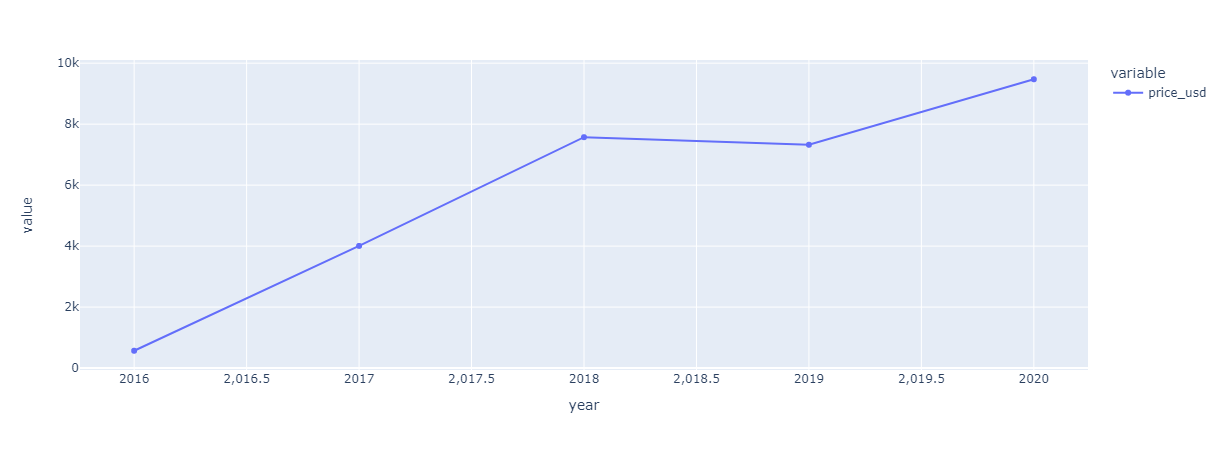 variable
price_usd
10k
8k
6k
4k
2k
0
value
2016
2,016.5
2017
2,017.5
2018
2,018.5
2019
2,019.5
2020
year